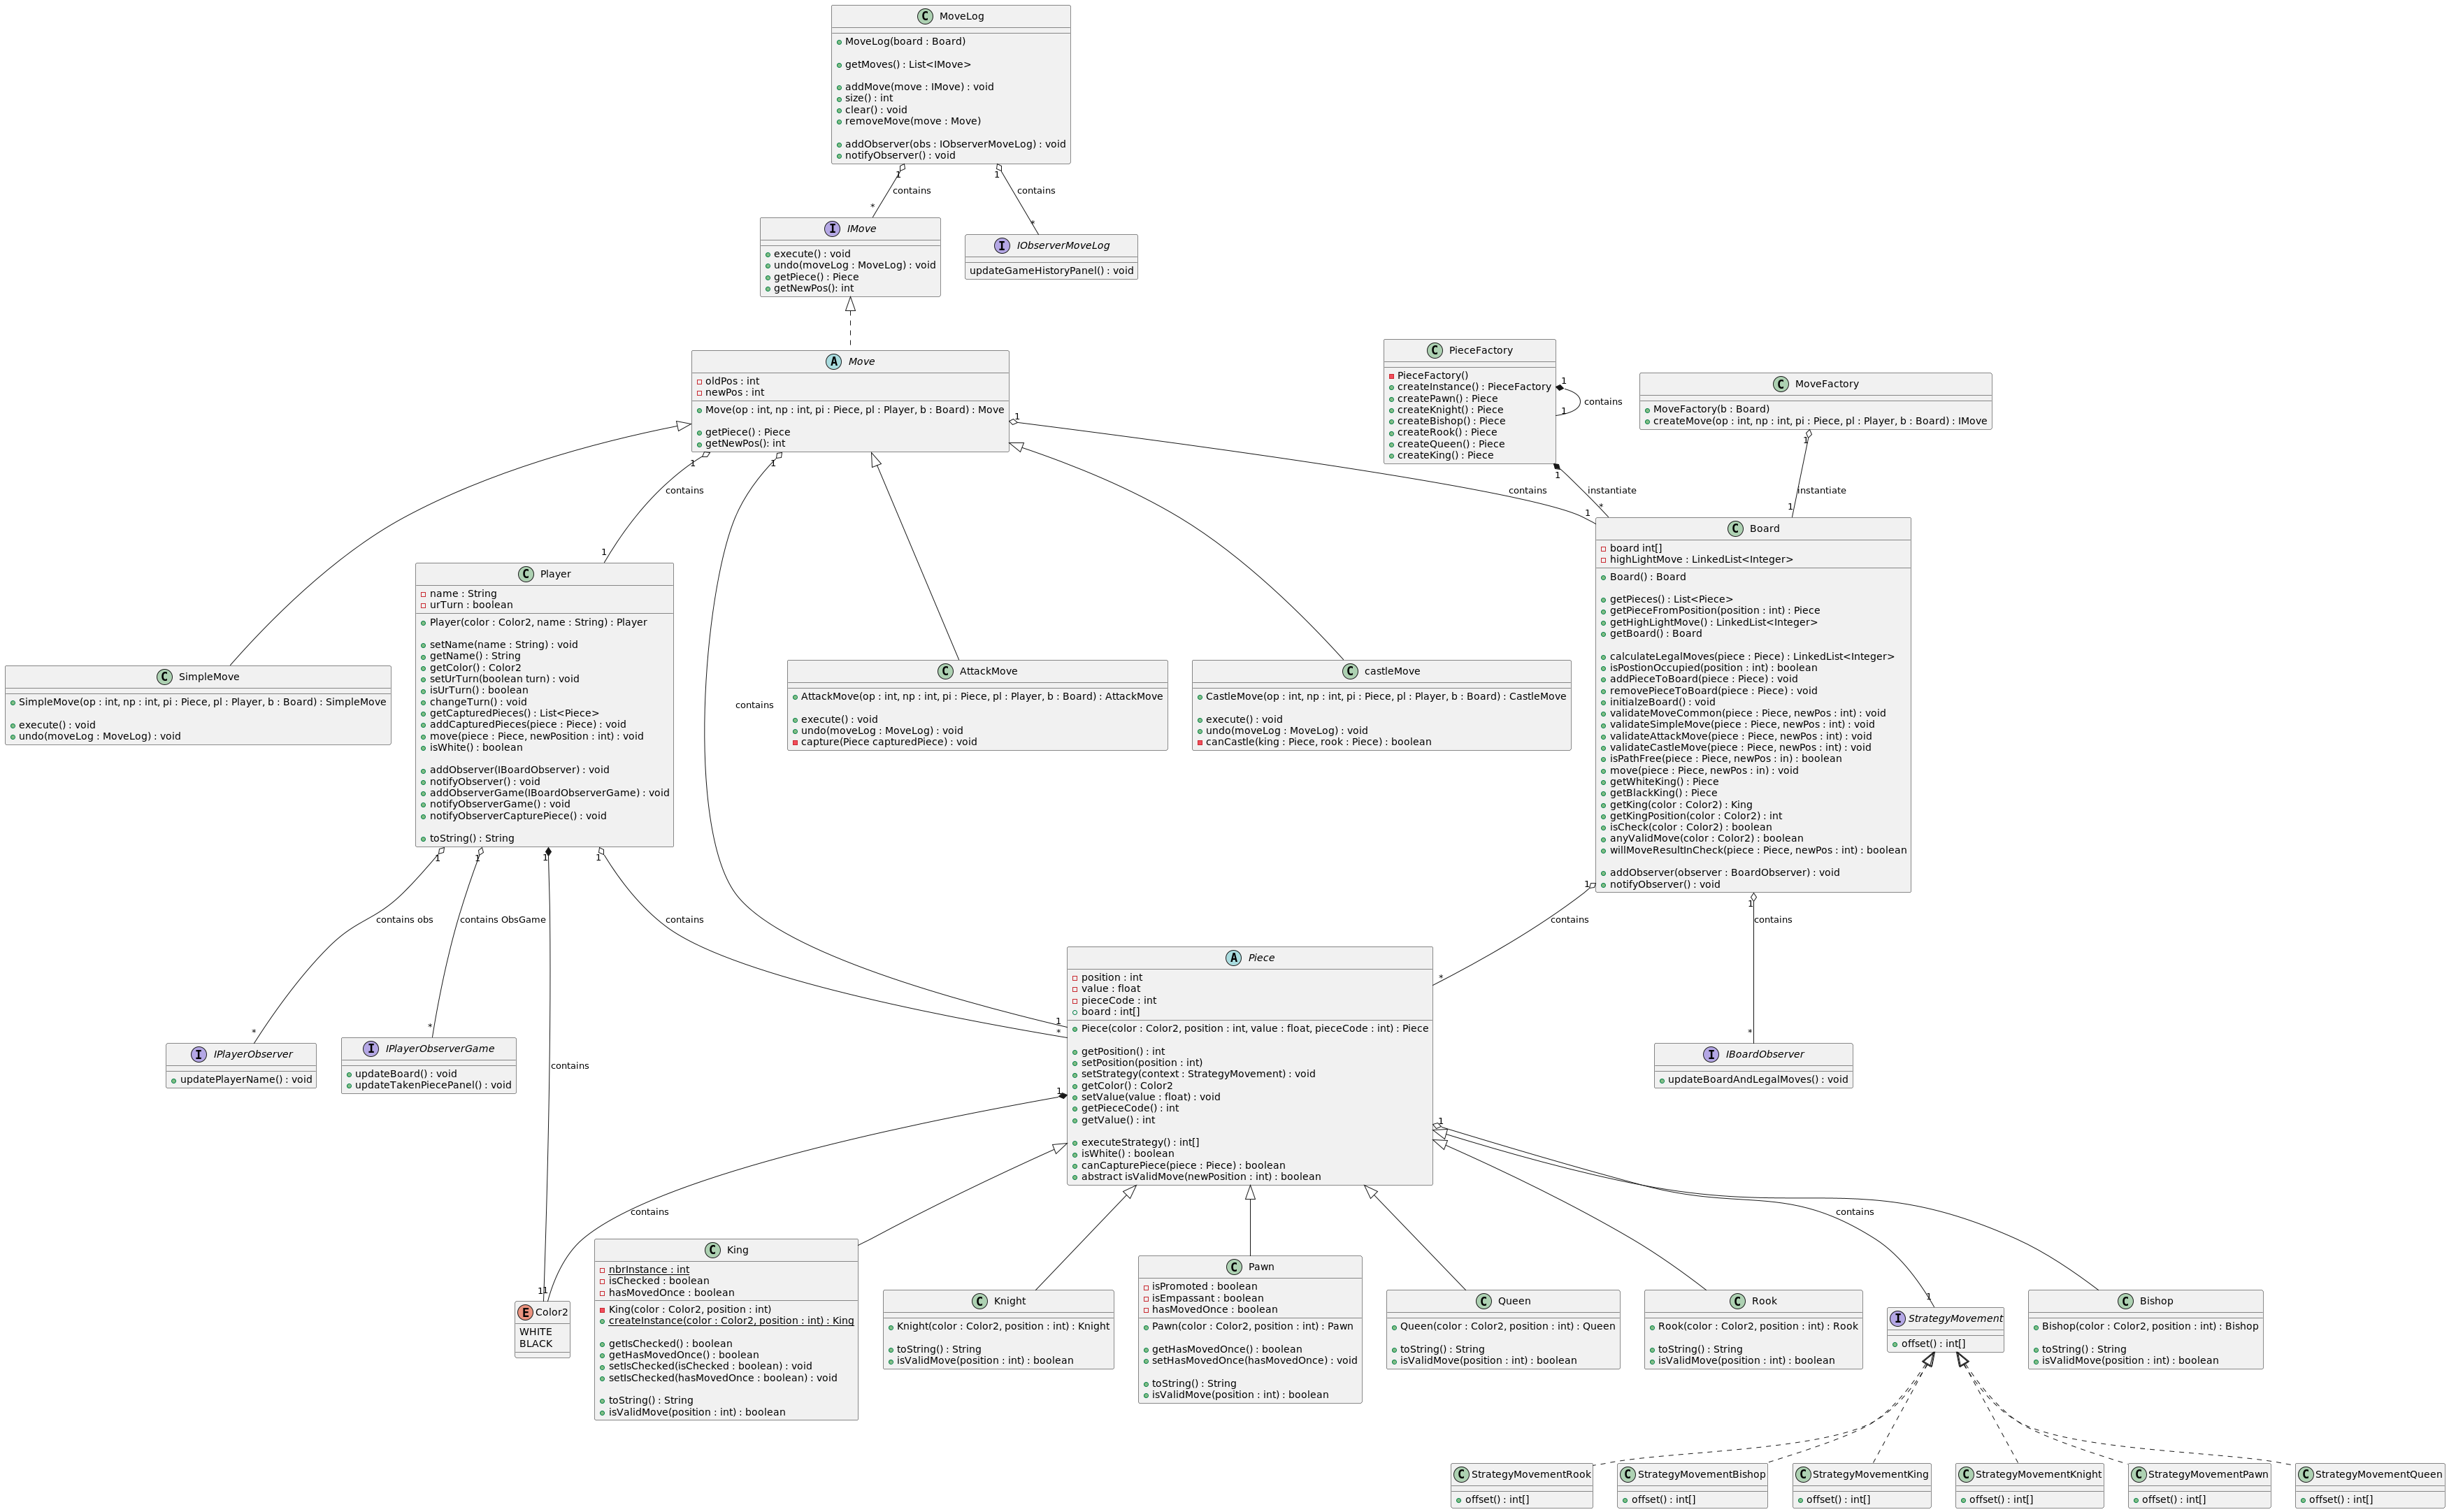 C MoveLog
MoveLog(board : Board)
getMoves() : List<IMove>
addMove(move : IMove) : void
size() : int
clear() : void
removeMove(move : Move)
addObserver(obs : IObserverMoveLog) : void
notifyObserver() : void
1
1
contains
contains
*
*
I IMove
execute() : void
undo(moveLog : MoveLog) : void
getPiece() : Piece
getNewPos(): int
I IObserverMoveLog
updateGameHistoryPanel() : void
A Move
oldPos : int
newPos : int
Move(op : int, np : int, pi : Piece, pl : Player, b : Board) : Move
getPiece() : Piece
getNewPos(): int
C PieceFactory
PieceFactory()
createInstance() : PieceFactory
createPawn() : Piece
createKnight() : Piece
createBishop() : Piece
createRook() : Piece
createQueen() : Piece
createKing() : Piece
1
contains
1
C MoveFactory
MoveFactory(b : Board)
createMove(op : int, np : int, pi : Piece, pl : Player, b : Board) : IMove
1
1
1
1
1
contains
contains
instantiate
instantiate
1
1
*
1
C Player
name : String
urTurn : boolean
Player(color : Color2, name : String) : Player
setName(name : String) : void
getName() : String
getColor() : Color2
setUrTurn(boolean turn) : void
isUrTurn() : boolean
changeTurn() : void
getCapturedPieces() : List<Piece>
addCapturedPieces(piece : Piece) : void
move(piece : Piece, newPosition : int) : void
isWhite() : boolean
addObserver(IBoardObserver) : void
notifyObserver() : void
addObserverGame(IBoardObserverGame) : void
notifyObserverGame() : void
notifyObserverCapturePiece() : void
toString() : String
C Board
board int[]
highLightMove : LinkedList<Integer>
Board() : Board
getPieces() : List<Piece>
getPieceFromPosition(position : int) : Piece
getHighLightMove() : LinkedList<Integer>
getBoard() : Board
calculateLegalMoves(piece : Piece) : LinkedList<Integer>
isPostionOccupied(position : int) : boolean
addPieceToBoard(piece : Piece) : void
removePieceToBoard(piece : Piece) : void
initialzeBoard() : void
validateMoveCommon(piece : Piece, newPos : int) : void
validateSimpleMove(piece : Piece, newPos : int) : void
validateAttackMove(piece : Piece, newPos : int) : void
validateCastleMove(piece : Piece, newPos : int) : void
isPathFree(piece : Piece, newPos : in) : boolean
move(piece : Piece, newPos : in) : void
getWhiteKing() : Piece
getBlackKing() : Piece
getKing(color : Color2) : King
getKingPosition(color : Color2) : int
isCheck(color : Color2) : boolean
anyValidMove(color : Color2) : boolean
willMoveResultInCheck(piece : Piece, newPos : int) : boolean
addObserver(observer : BoardObserver) : void
notifyObserver() : void
C SimpleMove
SimpleMove(op : int, np : int, pi : Piece, pl : Player, b : Board) : SimpleMove
execute() : void
undo(moveLog : MoveLog) : void
contains
C AttackMove
AttackMove(op : int, np : int, pi : Piece, pl : Player, b : Board) : AttackMove
execute() : void
undo(moveLog : MoveLog) : void
capture(Piece capturedPiece) : void
C castleMove
CastleMove(op : int, np : int, pi : Piece, pl : Player, b : Board) : CastleMove
execute() : void
undo(moveLog : MoveLog) : void
canCastle(king : Piece, rook : Piece) : boolean
1
1
1
1
1
1
contains obs
contains ObsGame
contains
contains
contains
*
*
*
*
1
*
I IPlayerObserver
updatePlayerName() : void
I IPlayerObserverGame
updateBoard() : void
updateTakenPiecePanel() : void
contains
A Piece
position : int
value : float
pieceCode : int
board : int[]
Piece(color : Color2, position : int, value : float, pieceCode : int) : Piece
getPosition() : int
setPosition(position : int)
setStrategy(context : StrategyMovement) : void
getColor() : Color2
setValue(value : float) : void
getPieceCode() : int
getValue() : int
executeStrategy() : int[]
isWhite() : boolean
canCapturePiece(piece : Piece) : boolean
abstract isValidMove(newPosition : int) : boolean
I IBoardObserver
updateBoardAndLegalMoves() : void
1
1
contains
contains
1
1
1
E Color2
WHITE
BLACK
C King
nbrInstance : int
isChecked : boolean
hasMovedOnce : boolean
King(color : Color2, position : int)
createInstance(color : Color2, position : int) : King
getIsChecked() : boolean
getHasMovedOnce() : boolean
setIsChecked(isChecked : boolean) : void
setIsChecked(hasMovedOnce : boolean) : void
toString() : String
isValidMove(position : int) : boolean
C Knight
Knight(color : Color2, position : int) : Knight
toString() : String
isValidMove(position : int) : boolean
C Pawn
isPromoted : boolean
isEmpassant : boolean
hasMovedOnce : boolean
Pawn(color : Color2, position : int) : Pawn
getHasMovedOnce() : boolean
setHasMovedOnce(hasMovedOnce) : void
toString() : String
isValidMove(position : int) : boolean
C Queen
Queen(color : Color2, position : int) : Queen
toString() : String
isValidMove(position : int) : boolean
C Rook
Rook(color : Color2, position : int) : Rook
toString() : String
isValidMove(position : int) : boolean
I StrategyMovement
offset() : int[]
C Bishop
Bishop(color : Color2, position : int) : Bishop
toString() : String
isValidMove(position : int) : boolean
C StrategyMovementRook
offset() : int[]
C StrategyMovementBishop
offset() : int[]
C StrategyMovementKing
offset() : int[]
C StrategyMovementKnight
offset() : int[]
C StrategyMovementPawn
offset() : int[]
C StrategyMovementQueen
offset() : int[]